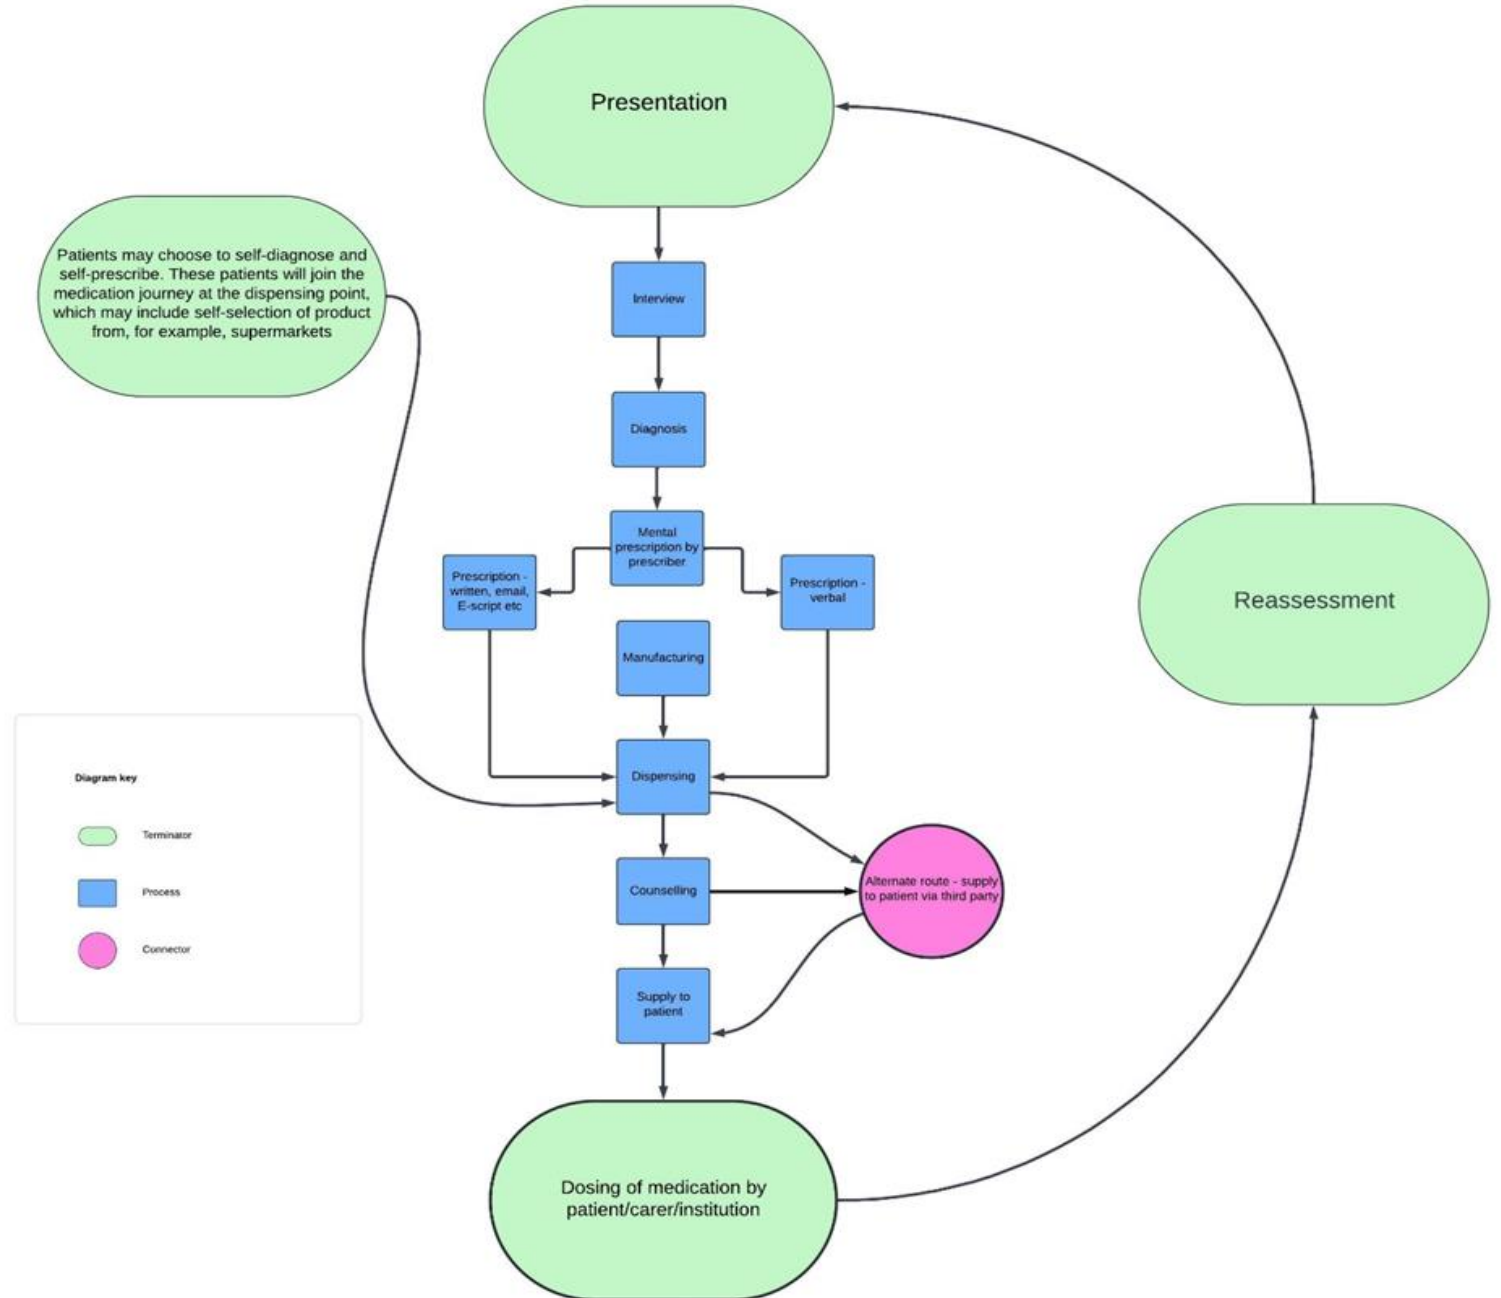 Presentation
Patients may choose to self-diagnose and
self-prescribe. These patients will join the
medication journey at the dispensing point,
which may include self-selection of product
from, for example, supermarkets
Interview
Diagnosis
Mental
prescription by
prescriber
Prescription -
written, email,
E-script etc
Prescription -
verbal
Reassessment
Manufacturing
Dispensing
Diagram key
Terminator
Process
Connector
Counselling
Alternate route - supply
to patient via third party
Supply to
patient
Dosing of medication by
patient/carer/institution